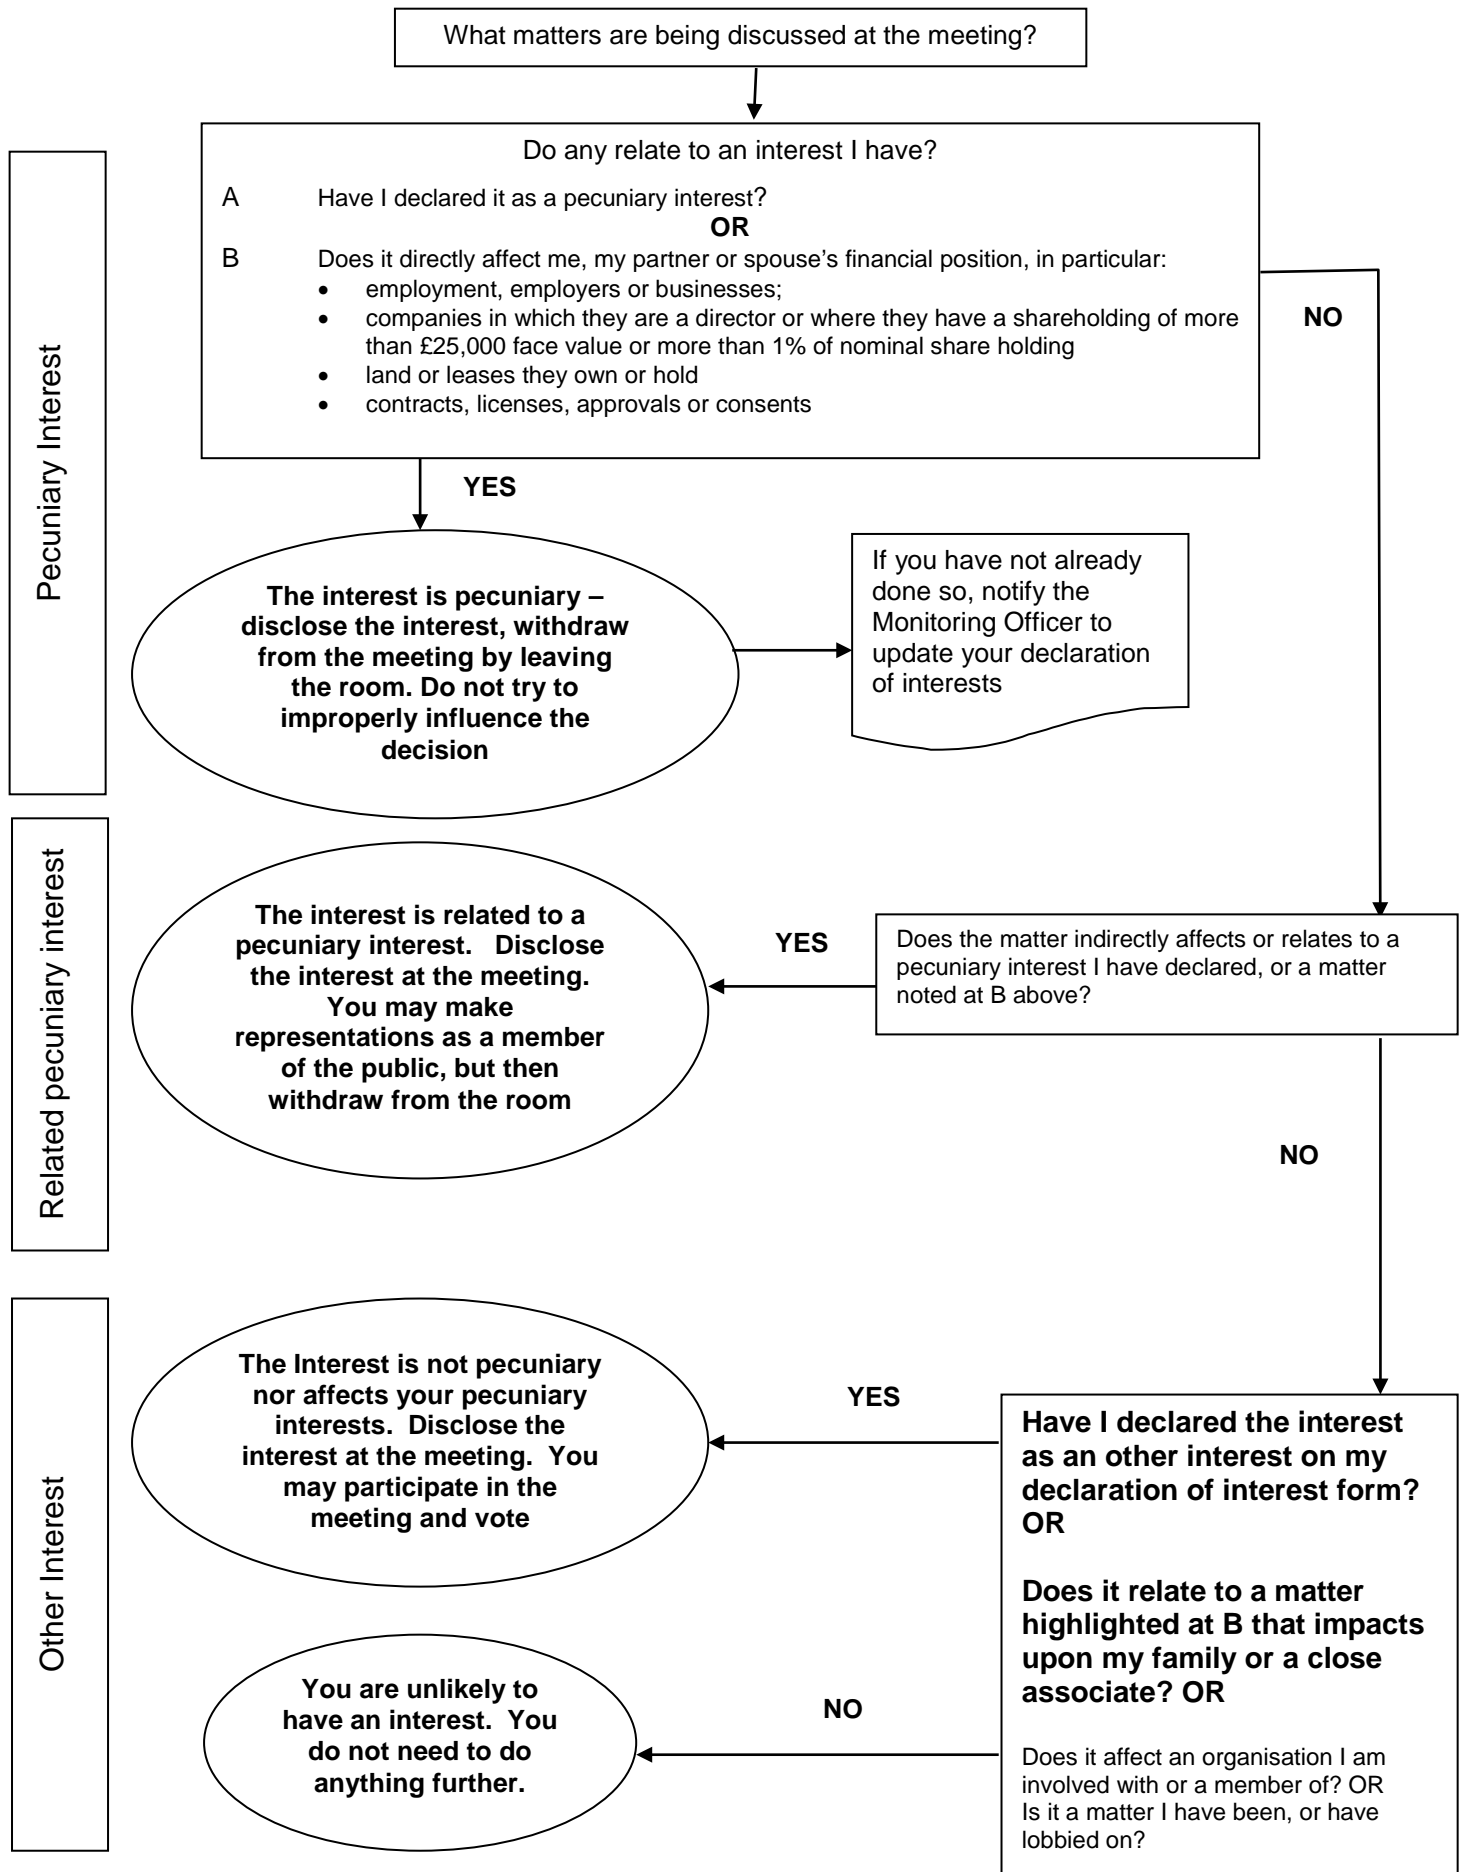 What matters are being discussed at the meeting?
Pecuniary Interest
Do any relate to an interest I have?
A Have I declared it as a pecuniary interest?
OR
B Does it directly affect me, my partner or spouse's financial position, in particular:
• employment, employers or businesses;
• companies in which they are a director or where they have a shareholding of more
than £25,000 face value or more than 1% of nominal share holding
• land or leases they own or hold
• contracts, licenses, approvals or consents
NO
YES
The interest is pecuniary –
disclose the interest, withdraw
from the meeting by leaving
the room. Do not try to
improperly influence the
decision
If you have not already
done so, notify the
Monitoring Officer to
update your declaration
of interests
Related pecuniary interest
The interest is related to a
pecuniary interest. Disclose
the interest at the meeting.
You may make
representations as a member
of the public, but then
withdraw from the room
YES
Does the matter indirectly affects or relates to a
pecuniary interest I have declared, or a matter
noted at B above?
NO
Other Interest
The Interest is not pecuniary
nor affects your pecuniary
interests. Disclose the
interest at the meeting. You
may participate in the
meeting and vote
YES
Have I declared the interest
as an other interest on my
declaration of interest form?
OR
Does it relate to a matter
highlighted at B that impacts
upon my family or a close
associate? OR
Does it affect an organisation I am
involved with or a member of? OR
Is it a matter I have been, or have
lobbied on?
NO
You are unlikely to
have an interest. You
do not need to do
anything further.